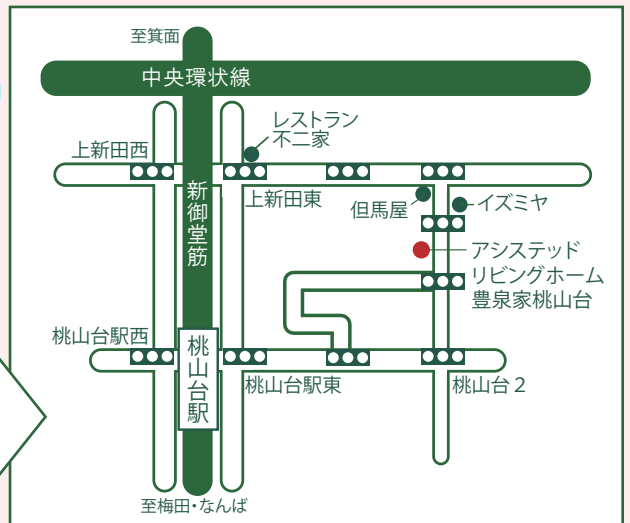 至箕面
中央環状線
レストラン
不二家
上新田西
新御堂筋
上新田東
但馬屋
イズミヤ
アシステッド
リビングホーム
豊泉家桃山台
桃山台駅西
桃山台駅
桃山台駅東
桃山台2
至梅田・なんば